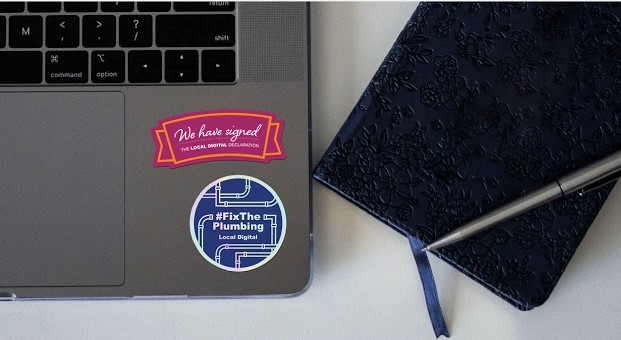 return
M
<
,
>
.
?
/
shift
⌘
command
⌥
option
We have signed
THE LOCAL DIGITAL DECLARATION
#FixThe
Plumbing
Local Digital